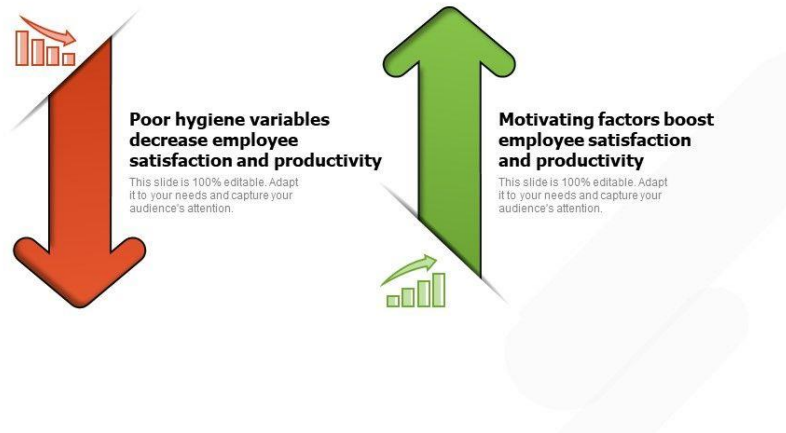 Poor hygiene variables
decrease employee
satisfaction and productivity
This slide is 100% editable. Adapt
it to your needs and capture your
audience's attention.
Motivating factors boost
employee satisfaction
and productivity
This slide is 100% editable. Adapt
it to your needs and capture your
audience's attention.